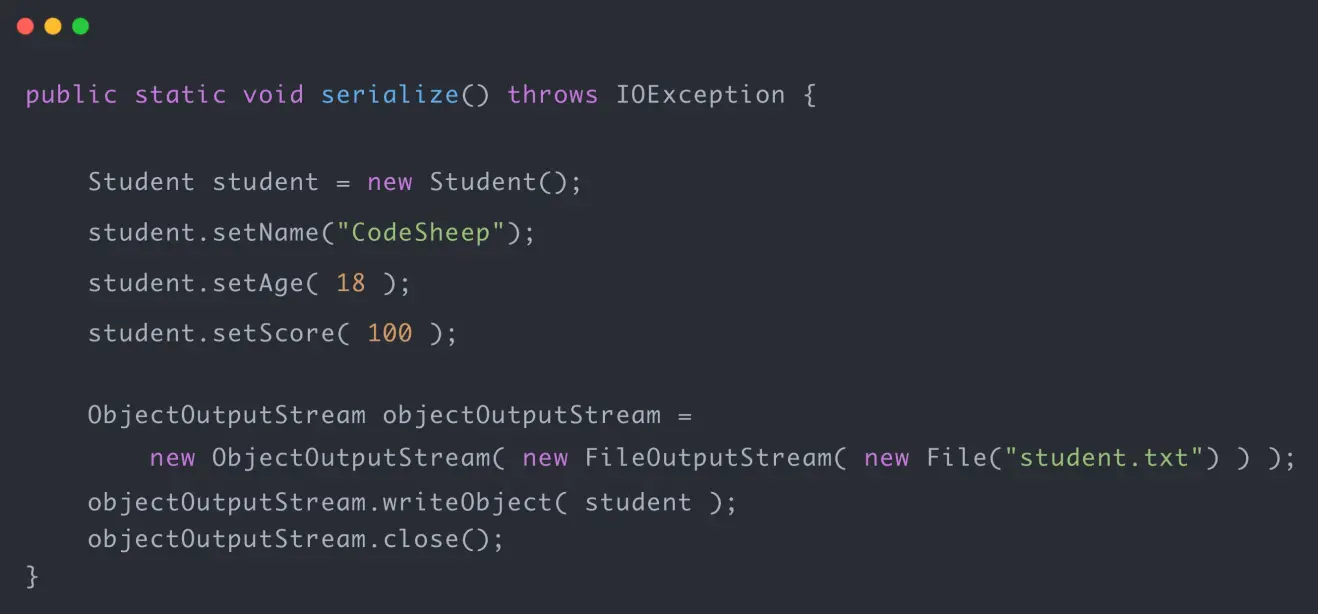 public static void serialize() throws IOException {
Student student = new Student();
student.setName("CodeSheep");
student.setAge( 18 );
student.setScore( 100 );
ObjectOutputStream objectOutputStream =
new ObjectOutputStream( new FileOutputStream( new File("student.txt") ) );
objectOutputStream.writeObject( student );
objectOutputStream.close();
}